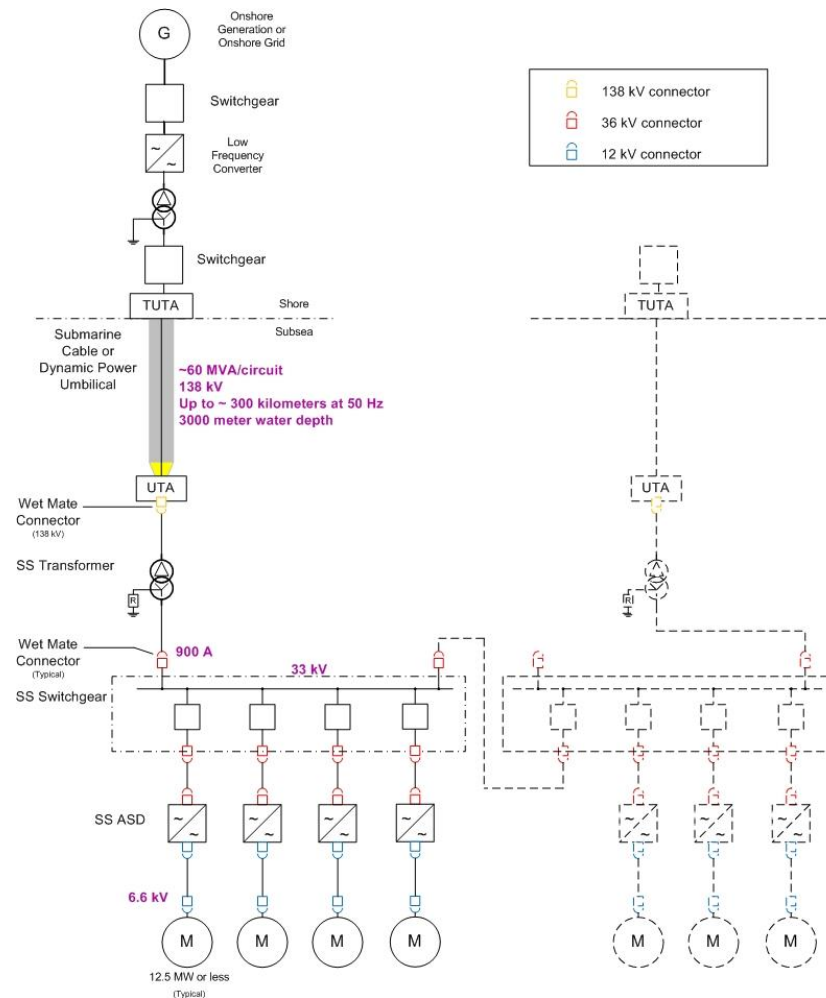 Onshore
Generation or
Onshore Grid
G
Switchgear
138 kV connector
36 kV connector
12 kV connector
Low
Frequency
Converter
~
~
Switchgear
TUTA
Shore
TUTA
Subsea
Submarine
Cable or
Dynamic Power
Umbilical
~60 MVA/circuit
138 kV
Up to ~ 300 kilometers at 50 Hz
3000 meter water depth
UTA
UTA
Wet Mate
Connector
(138 kV)
SS Transformer
R
R
Wet Mate
Connector
(Typical)
900 A
33 kV
SS Switchgear
SS ASD
~ ~ ~ ~ ~ ~ ~
~ ~ ~ ~ ~ ~ ~
6.6 kV
M M M M M M M
12.5 MW or less
(Typical)